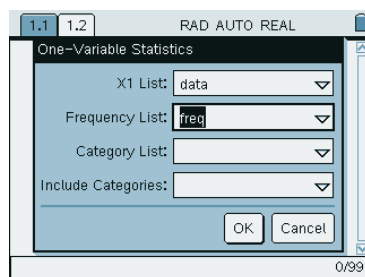 1.1 1.2 RAD AUTO REAL
One-Variable Statistics
X1 List: data
Frequency List: freq
Category List:
Include Categories:
OK Cancel
0/99